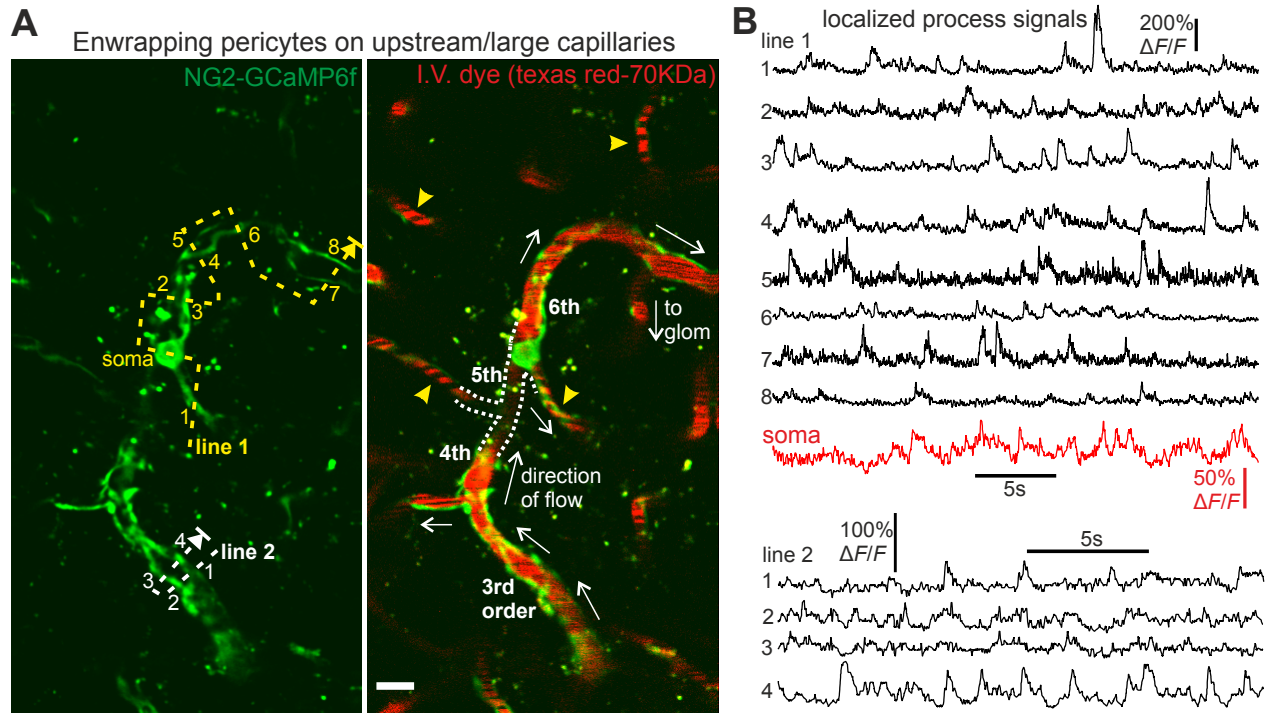 A
Enwrapping pericytes on upstream/large capillaries
NG2-GCaMP6f
5
6
4
8
2
3
7
soma
1
line 1
4
line 2
3
1
2
I.V. dye (texas red-70KDa)
6th
to
glom
5th
4th
direction
of flow
3rd
order
B
localized process signals
200%
ΔF/F
line 1
1
2
3
4
5
6
7
8
soma
5s
50%
ΔF/F
100%
ΔF/F
5s
line 2
1
2
3
4